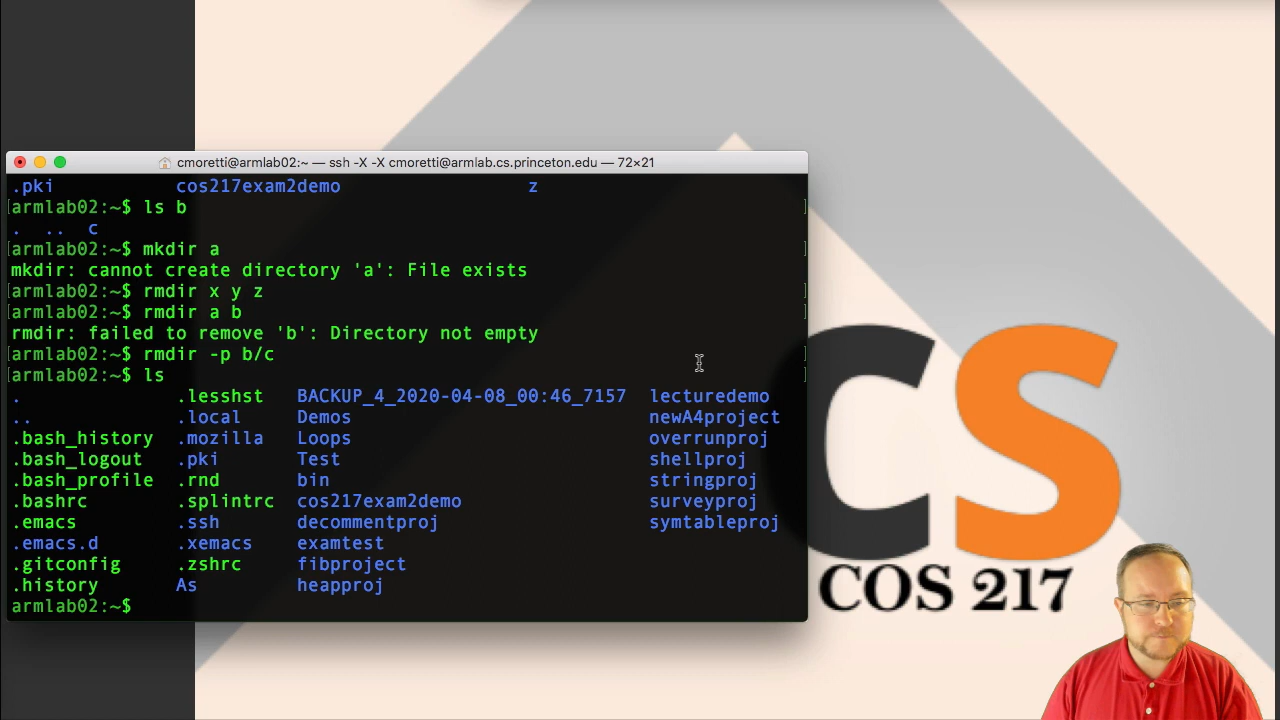 cmoretti@armlab02:~ — ssh -X -X cmoretti@armlab.cs.princeton.edu — 72×21
.pki cos217exam2demo z
[armlab02:~$ ls b ]
. .. c
[armlab02:~$ mkdir a ]
mkdir: cannot create directory 'a': File exists
[armlab02:~$ rmdir x y z ]
[armlab02:~$ rmdir a b ]
rmdir: failed to remove 'b': Directory not empty
[armlab02:~$ rmdir -p b/c ]
[armlab02:~$ ls ]
. .lesshst BACKUP_4_2020-04-08_00:46_7157 lecturedemo
.. .local Demos newA4project
.bash_history .mozilla Loops overrunproj
.bash_logout .pki Test shellproj
.bash_profile .rnd bin stringproj
.bashrc .splintrc cos217exam2demo surveyproj
.emacs .ssh decommentproj symtableproj
.emacs.d .xemacs examtest
.gitconfig .zshrc fibproject
.history As heapproj
armlab02:~$
CS
COS 217